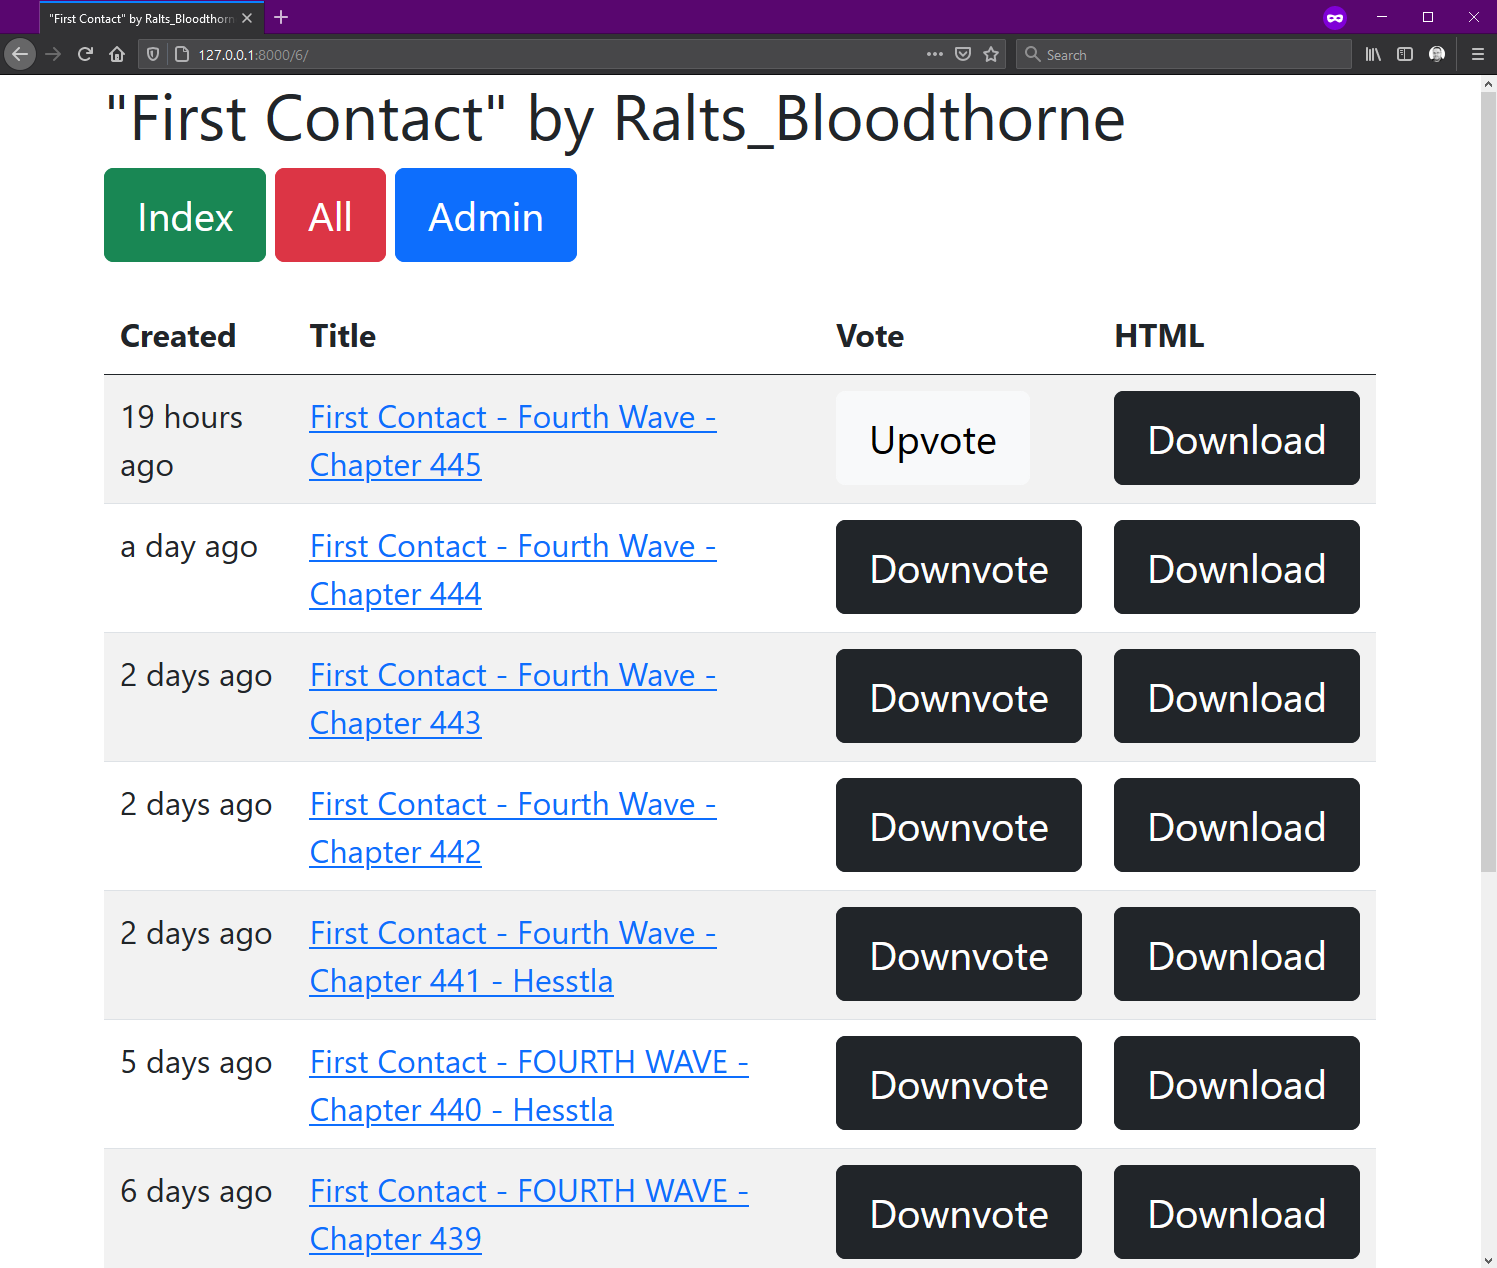 "First Contact" by Ralts_Bloodthorn
127.0.0.1:8000/6/
Search
"First Contact" by Ralts_Bloodthorne
Index All Admin
Created Title Vote HTML
19 hours ago
First Contact - Fourth Wave -
Chapter 445
Upvote Download
a day ago
First Contact - Fourth Wave -
Chapter 444
Downvote Download
2 days ago
First Contact - Fourth Wave -
Chapter 443
Downvote Download
2 days ago
First Contact - Fourth Wave -
Chapter 442
Downvote Download
2 days ago
First Contact - Fourth Wave -
Chapter 441 - Hesstla
Downvote Download
5 days ago
First Contact - FOURTH WAVE -
Chapter 440 - Hesstla
Downvote Download
6 days ago
First Contact - FOURTH WAVE -
Chapter 439
Downvote Download